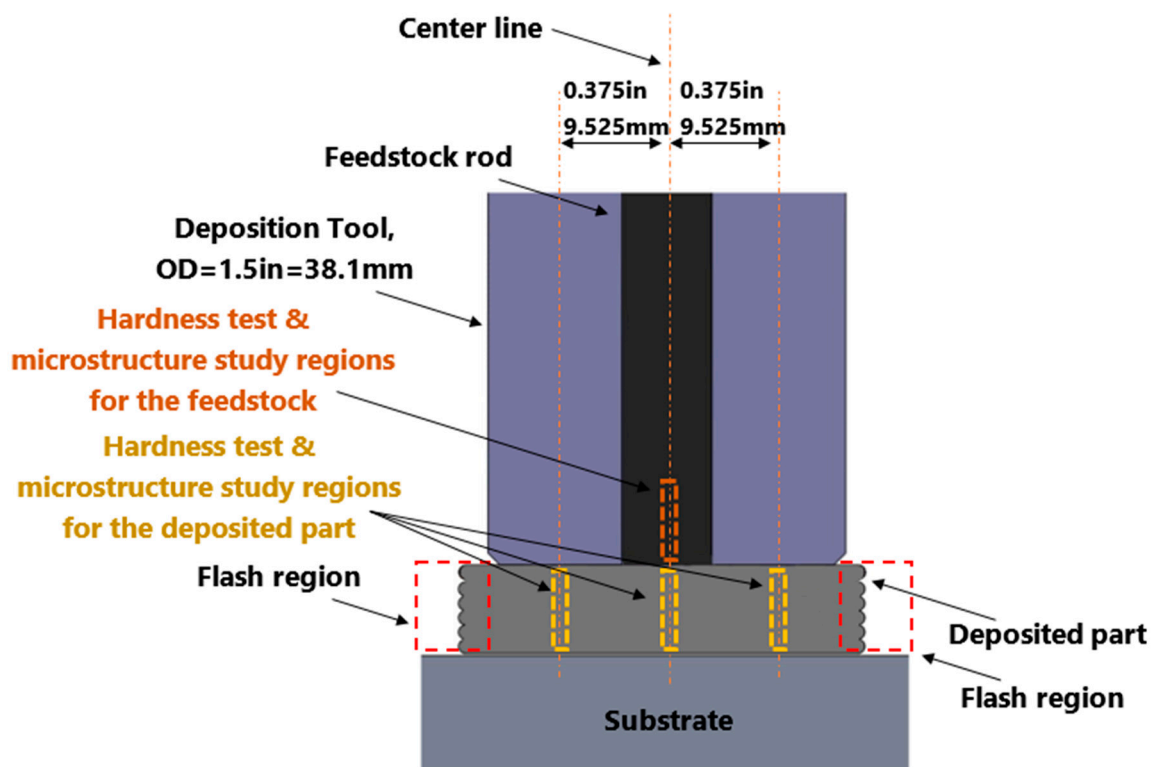 Center line
0.375in 0.375in
9.525mm 9.525mm
Feedstock rod
Deposition Tool,
OD=1.5in=38.1mm
Hardness test &
microstructure study regions
for the feedstock
Hardness test &
microstructure study regions
for the deposited part
Flash region
Deposited part
Flash region
Substrate